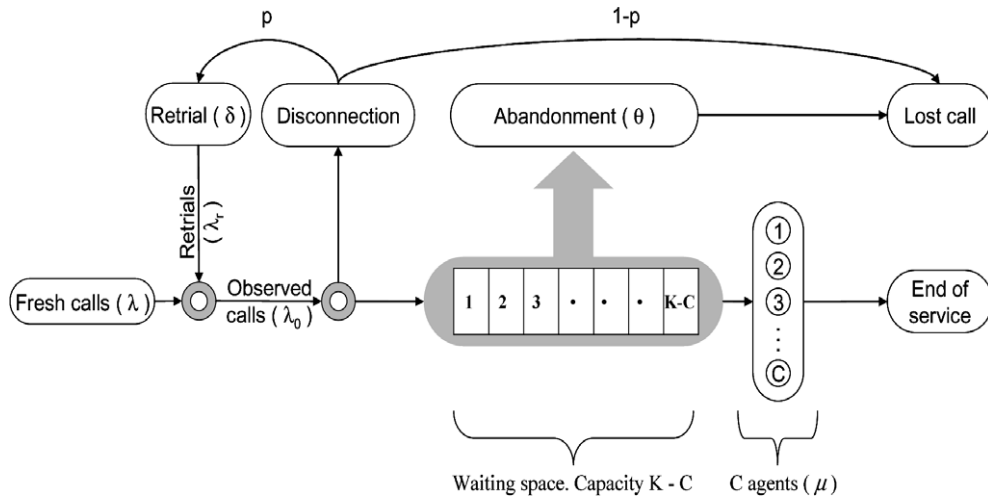 p
1-p
Retrial ( δ )
Disconnection
Abandonment ( θ )
Lost call
Retrials
( λr )
Fresh calls ( λ )
Observed
calls ( λ0 )
1 2 3 • • • K-C
1
2
3
⋮
C
End of
service
Waiting space. Capacity K - C
C agents ( μ )